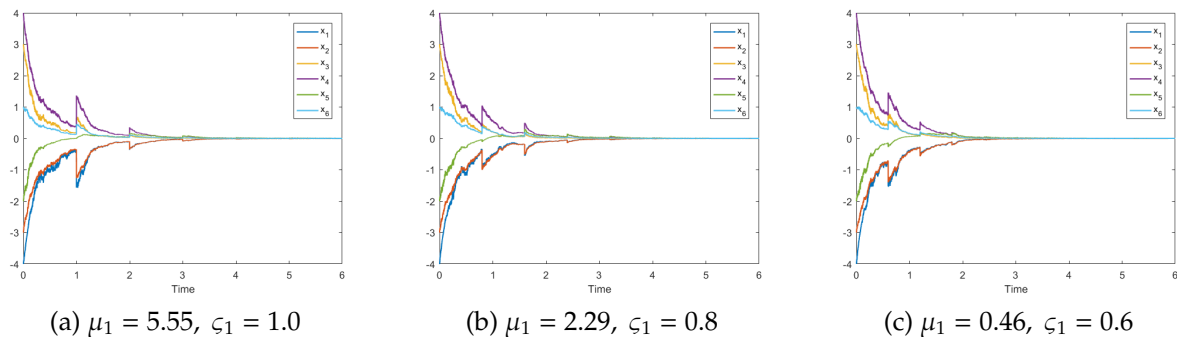 4
3
2
1
0
-1
-2
-3
-4
0 1 2 3 4 5 6
Time
x1
x2
x3
x4
x5
x6
(a) μ1 = 5.55, ς1 = 1.0
4
3
2
1
0
-1
-2
-3
-4
0 1 2 3 4 5 6
Time
x1
x2
x3
x4
x5
x6
(b) μ1 = 2.29, ς1 = 0.8
4
3
2
1
0
-1
-2
-3
-4
0 1 2 3 4 5 6
Time
x1
x2
x3
x4
x5
x6
(c) μ1 = 0.46, ς1 = 0.6